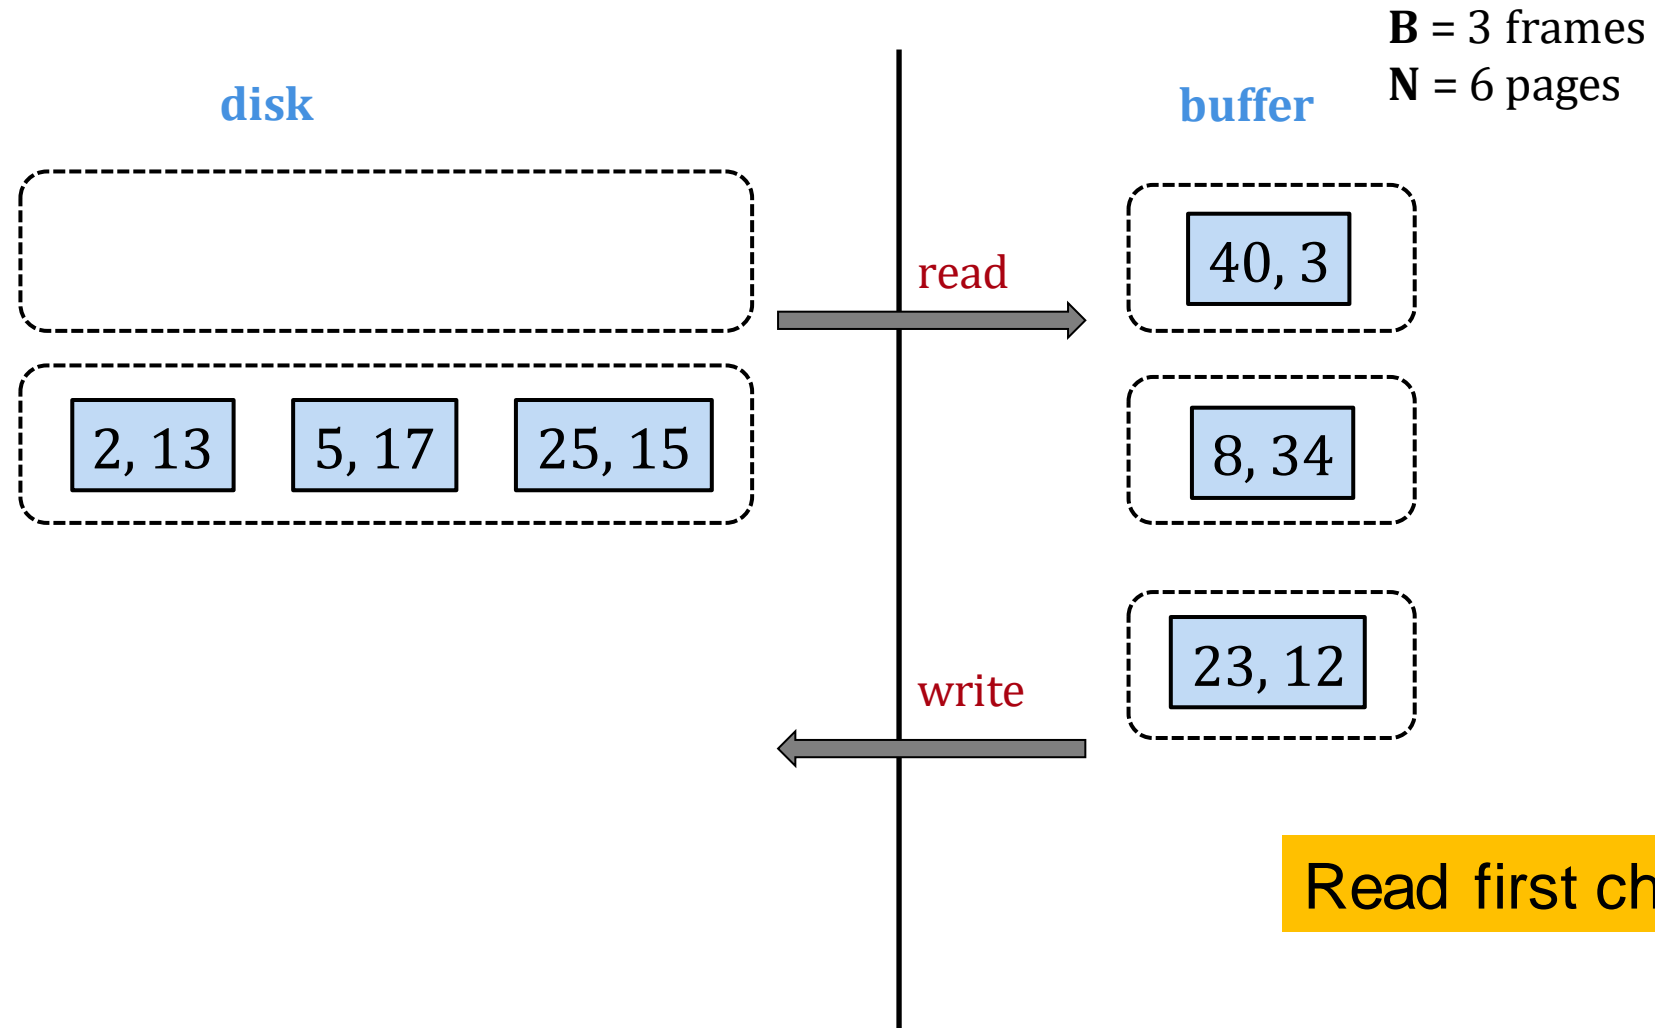 B = 3 frames
N = 6 pages
disk
buffer
40, 3
read
2, 13
5, 17
25, 15
8, 34
23, 12
write
Read first